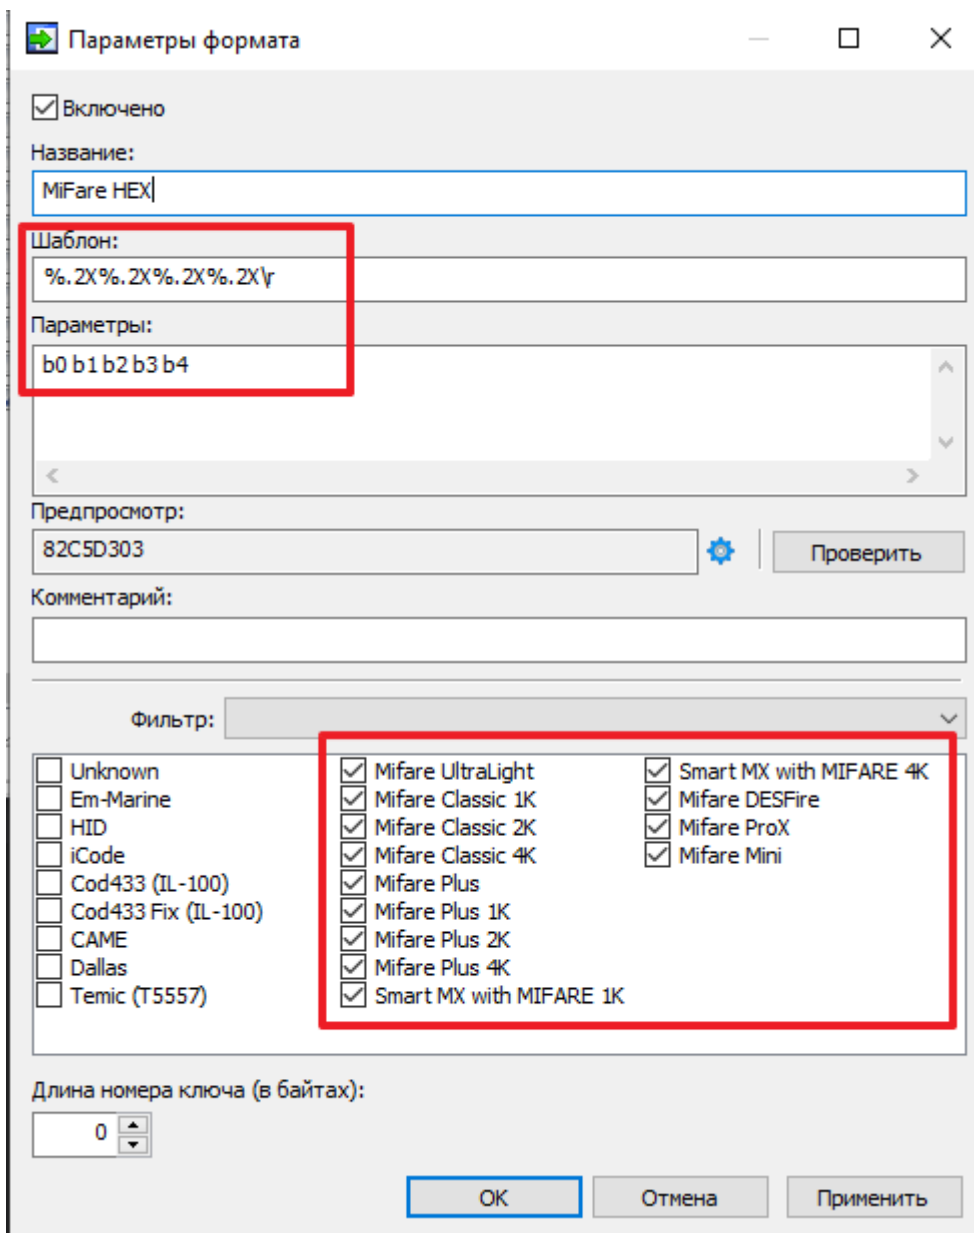 Параметры формата
Включено
Название:
MiFare HEX
Шаблон:
%.2X%.2X%.2X%.2X\r
Параметры:
b0 b1 b2 b3 b4
Предпросмотр:
82C5D303
Проверить
Комментарий:
Фильтр:
Unknown
Em-Marine
HID
iCode
Cod433 (IL-100)
Cod433 Fix (IL-100)
CAME
Dallas
Temic (T5557)
Mifare UltraLight
Mifare Classic 1K
Mifare Classic 2K
Mifare Classic 4K
Mifare Plus
Mifare Plus 1K
Mifare Plus 2K
Mifare Plus 4K
Smart MX with MIFARE 1K
Smart MX with MIFARE 4K
Mifare DESFire
Mifare ProX
Mifare Mini
Длина номера ключа (в байтах):
0
OK
Отмена
Применить